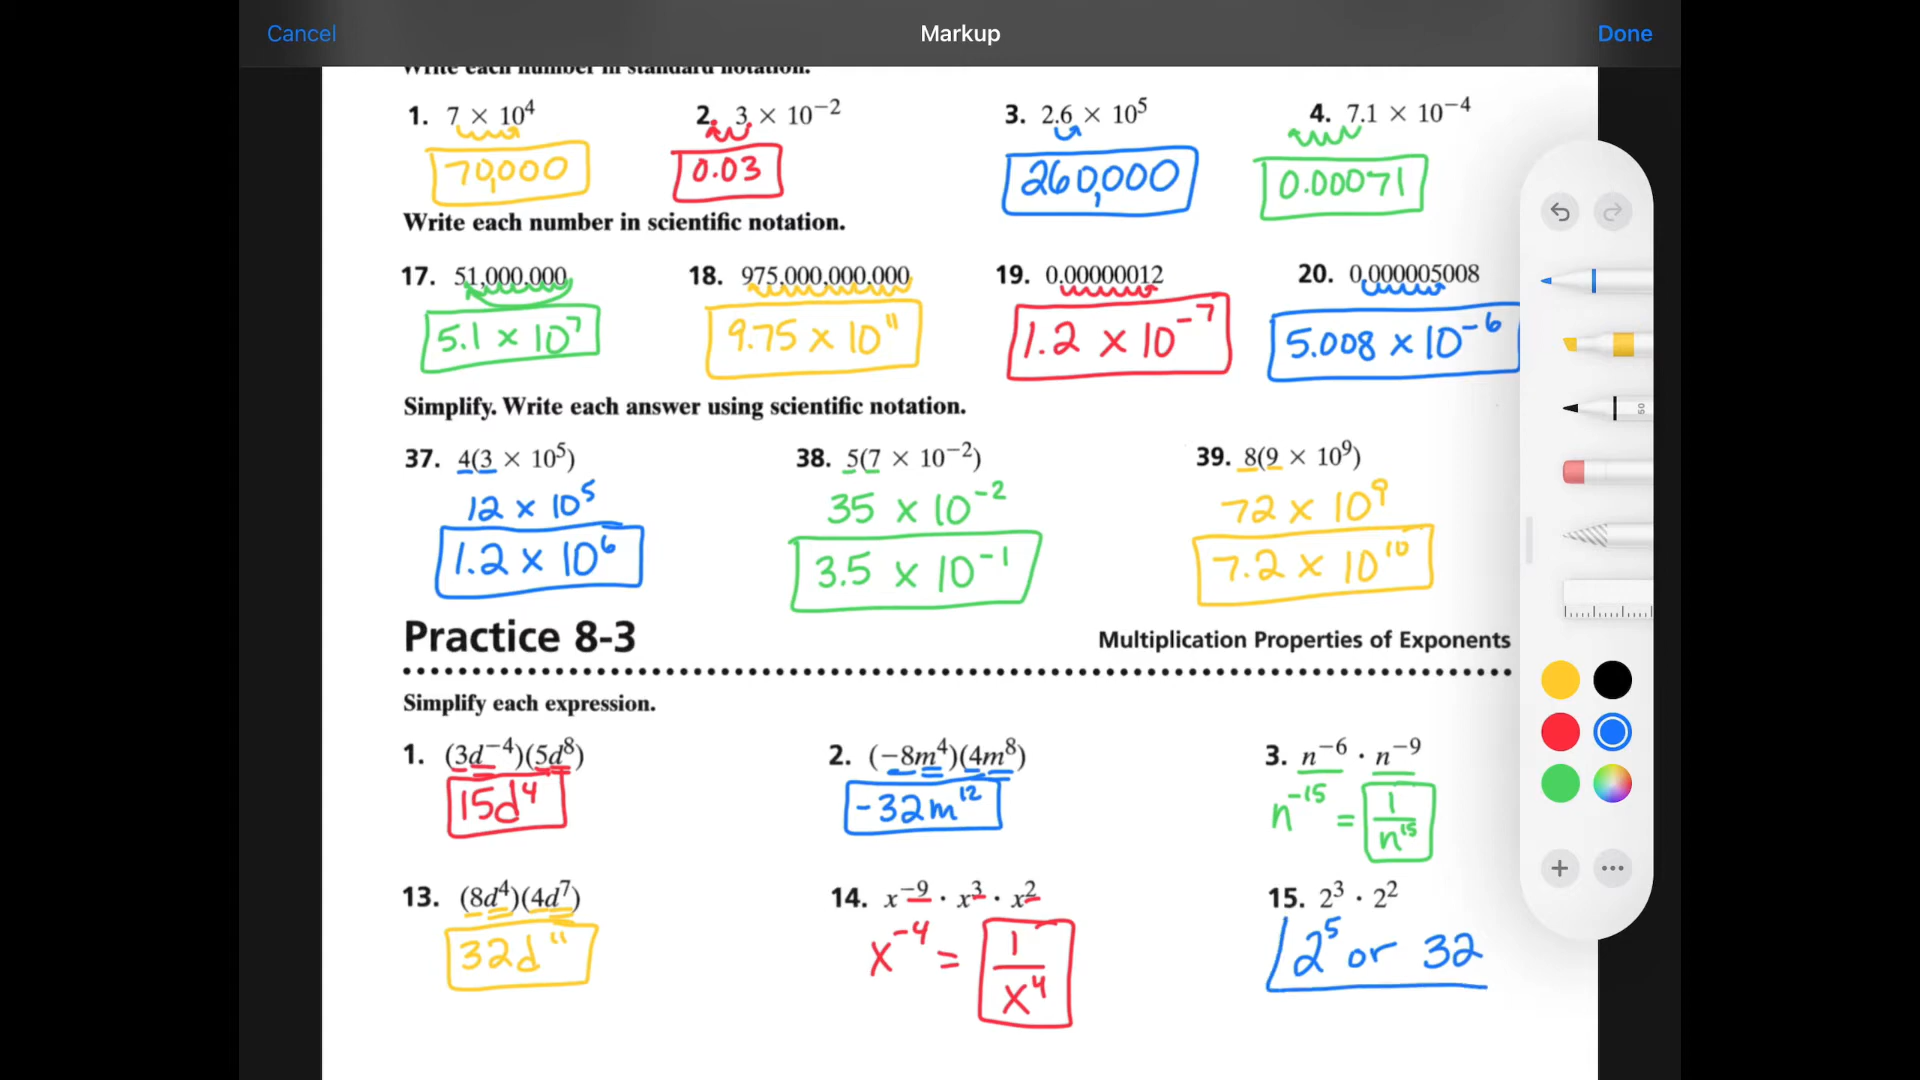 Cancel
Markup
Done
Write each number in standard notation.
1. 7 × 10⁴
2. 3. × 10⁻²
3. 2.6 × 10⁵
4. 7.1 × 10⁻⁴
70,000
0.03
260,000
0.00071
Write each number in scientific notation.
17. 51,000,000
18. 975,000,000,000
19. 0.00000012
20. 0.000005008
5.1 x 10⁷
9.75 x 10¹¹
1.2 x 10⁻⁷
5.008 x 10⁻⁶
Simplify. Write each answer using scientific notation.
37. 4(3 × 10⁵)
38. 5(7 × 10⁻²)
39. 8(9 × 10⁹)
12 x 10⁵
35 x 10⁻²
72 x 10⁹
1.2 x 10⁶
3.5 x 10⁻¹
7.2 x 10¹⁰
Practice 8-3
Multiplication Properties of Exponents
Simplify each expression.
1. (3d⁻⁴)(5d⁸)
2. (−8m⁴)(4m⁸)
3. n⁻⁶ · n⁻⁹
15d⁴
-32m¹²
n⁻¹⁵ = 1/n¹⁵
13. (8d⁴)(4d⁷)
14. x⁻⁹ · x³ · x²
15. 2³ · 2²
32d¹¹
x⁻⁴ = 1/x⁴
2⁵ or 32
50